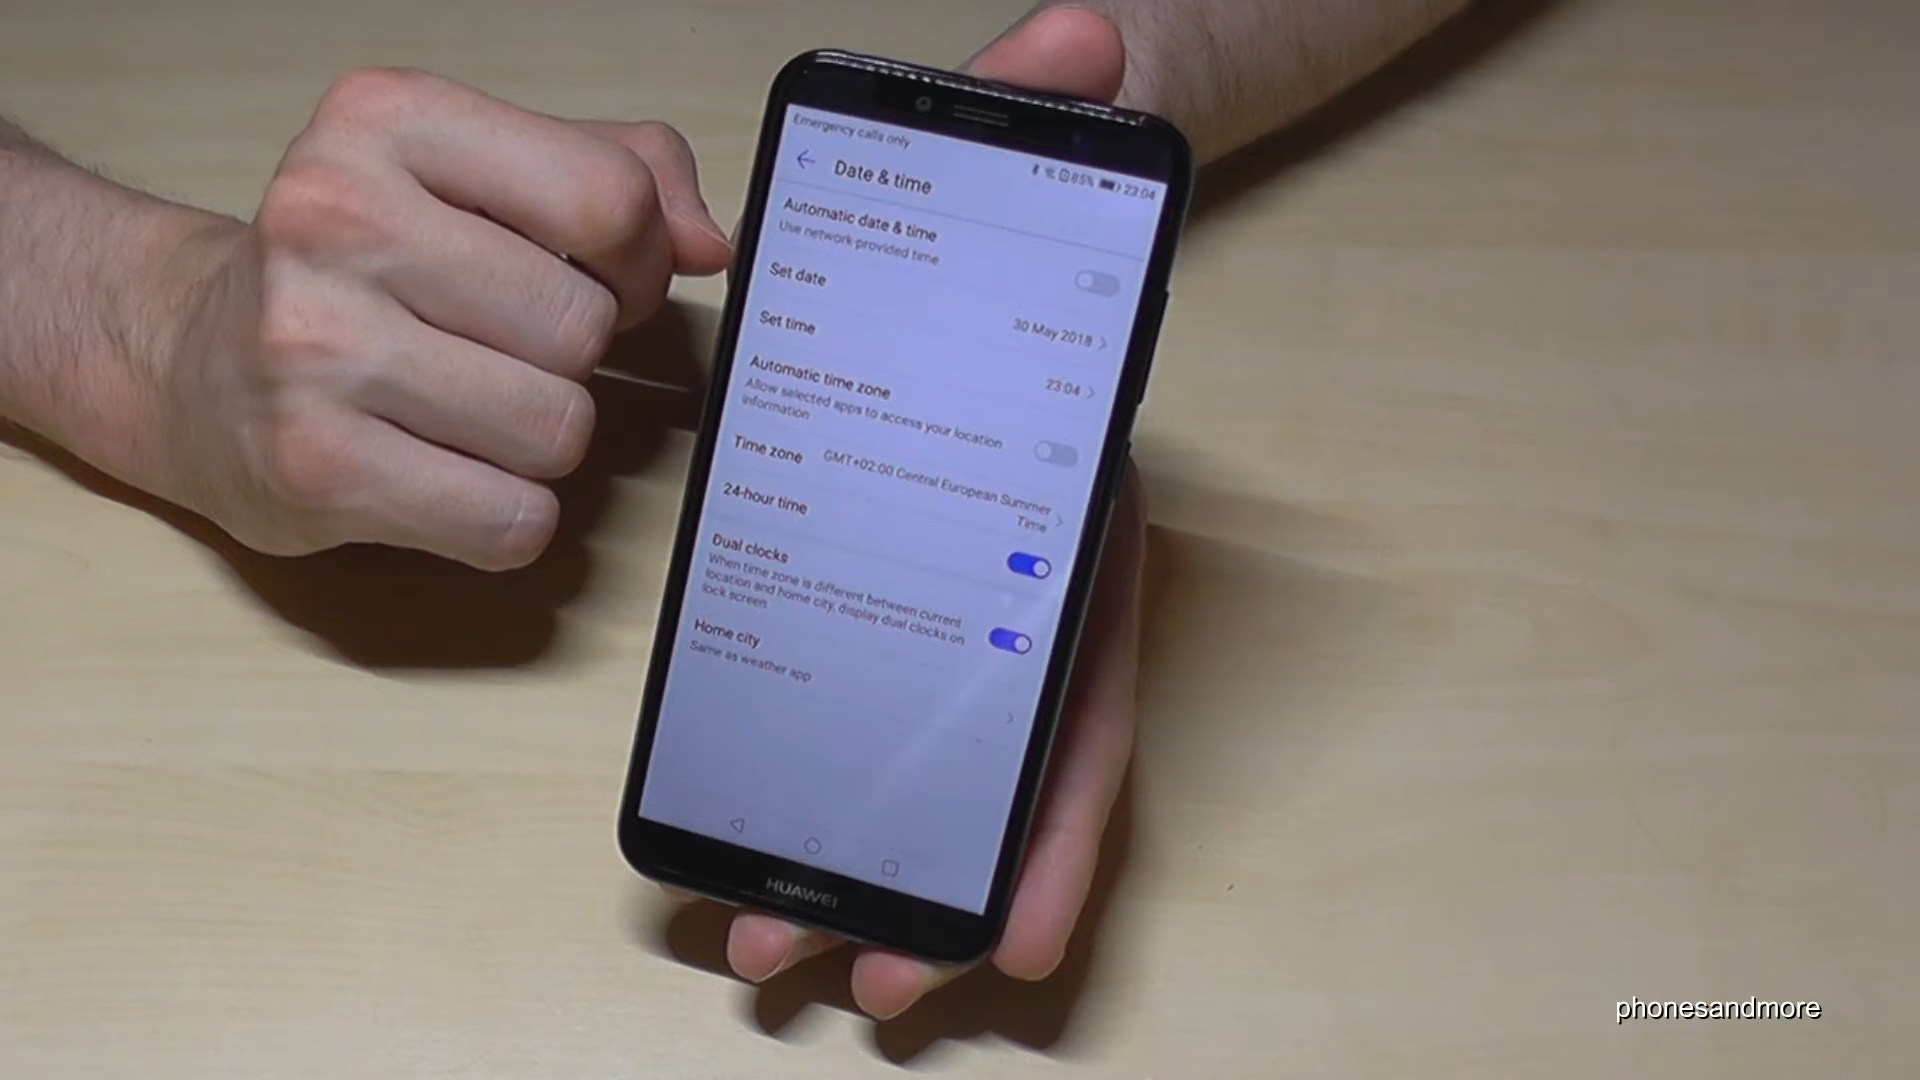 Emergency calls only
85% 23:04
Date & time
Automatic date & time
Use network-provided time
Set date
30 May 2018
Set time
23:04
Automatic time zone
Allow selected apps to access your location
information
Time zone
GMT+02:00 Central European Summer
Time
24-hour time
Dual clocks
When time zone is different between current
location and home city, display dual clocks on
lock screen
Home city
Same as weather app
HUAWEI
phonesandmore